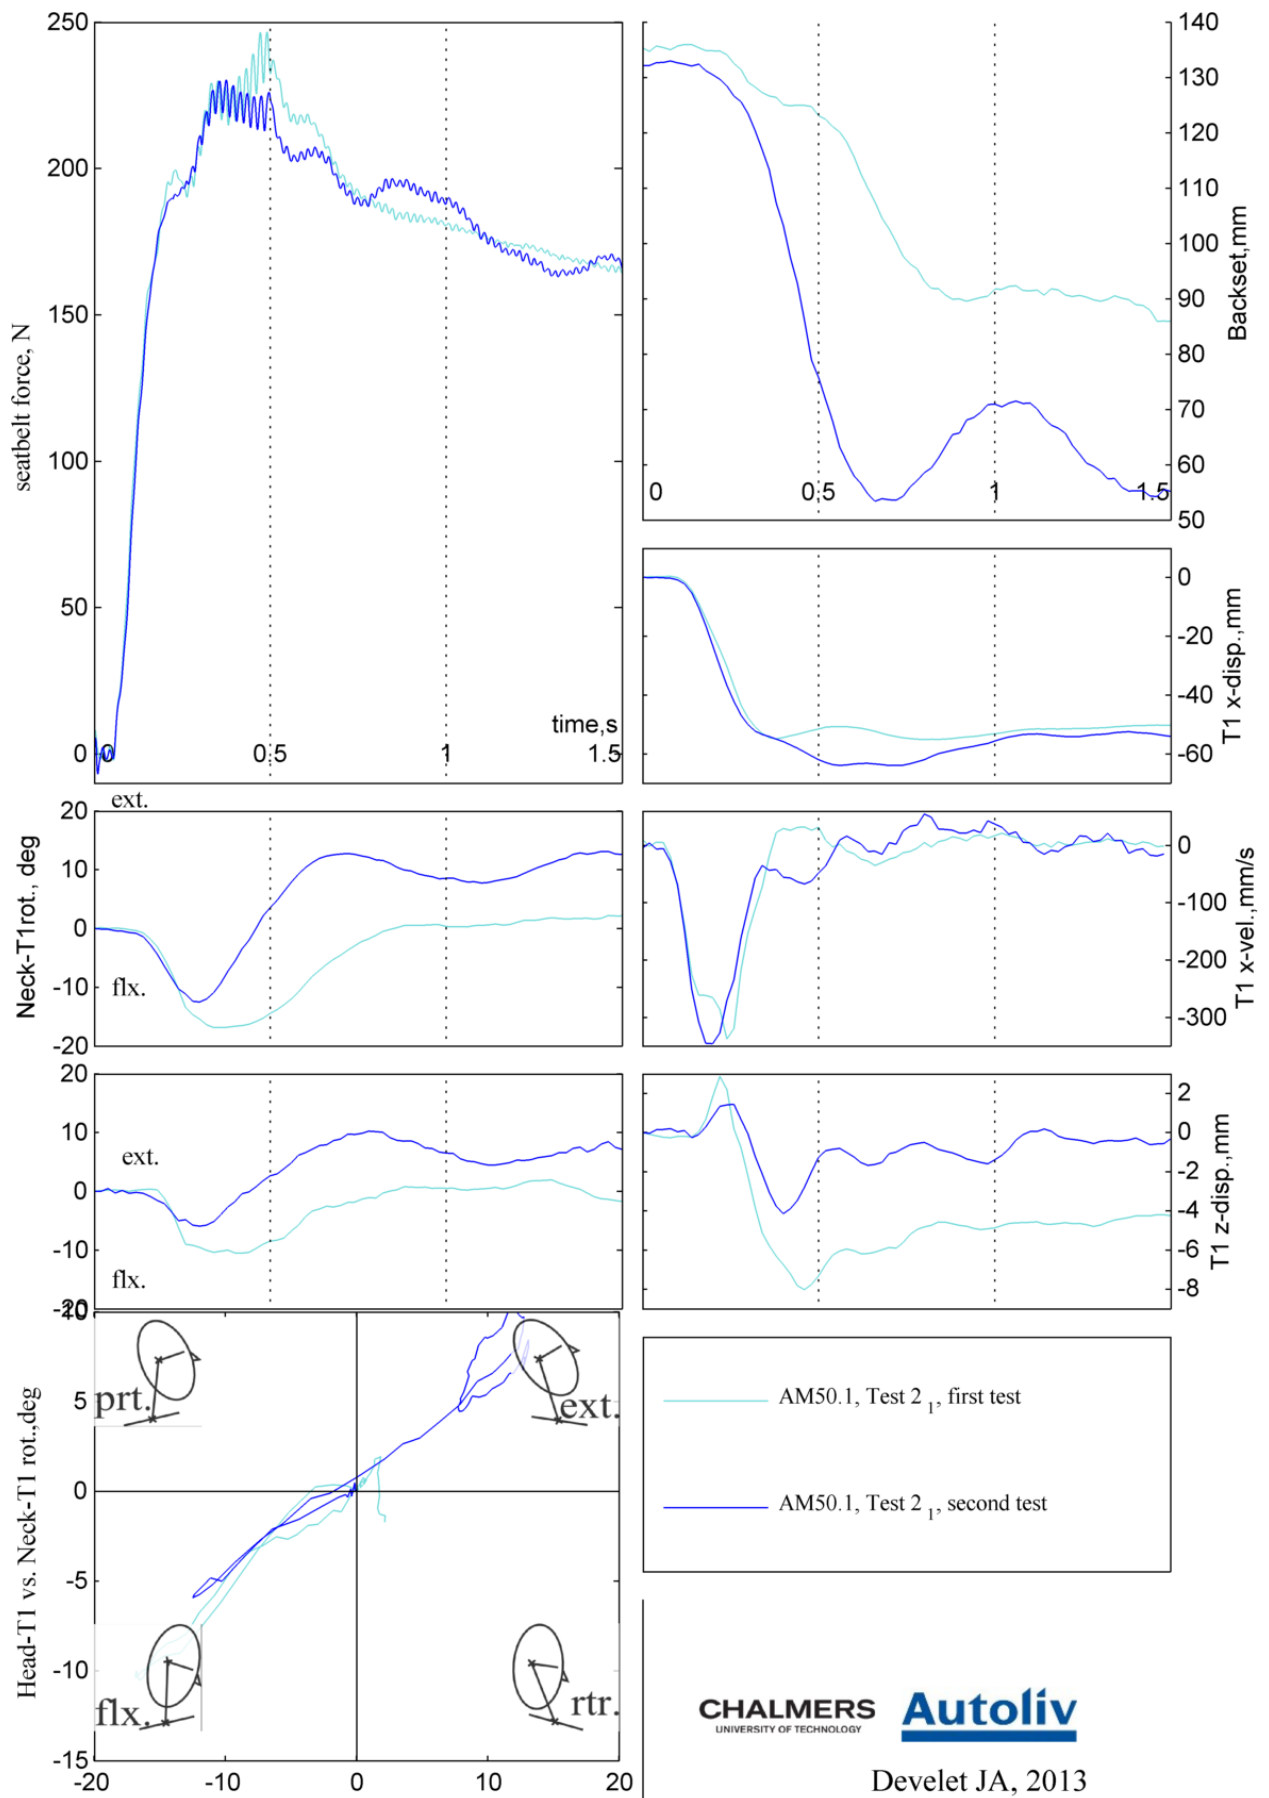 250
200
150
100
50
0
seatbelt force, N
time,s
0
0.5
1
1.5
140
130
120
110
100
90
80
70
60
50
Backset,mm
0
0.5
1
1.5
0
-20
-40
-60
T1 x-disp.,mm
ext.
20
10
0
-10
-20
flx.
Neck-T1rot., deg
0
-100
-200
-300
T1 x-vel.,mm/s
20
10
0
-10
-20
ext.
flx.
2
0
-2
-4
-6
-8
T1 z-disp.,mm
10
5
0
-5
-10
-15
Head-T1 vs. Neck-T1 rot.,deg
prt.
ext.
flx.
rtr.
-20
-10
0
10
20
AM50.1, Test 2 1, first test
AM50.1, Test 2 1, second test
CHALMERS
UNIVERSITY OF TECHNOLOGY
Autoliv
Develet JA, 2013